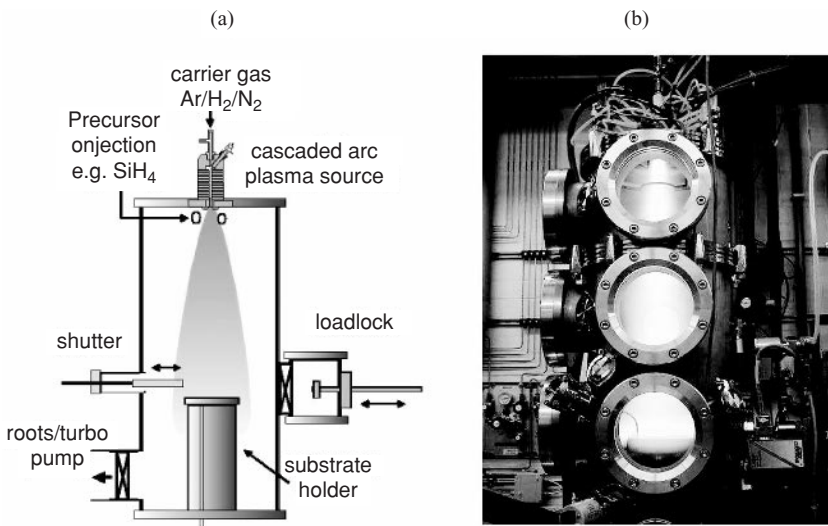 (a)
(b)
carrier gas
Ar/H2/N2
Precursor
onjection
e.g. SiH4
cascaded arc
plasma source
shutter
loadlock
roots/turbo
pump
substrate
holder